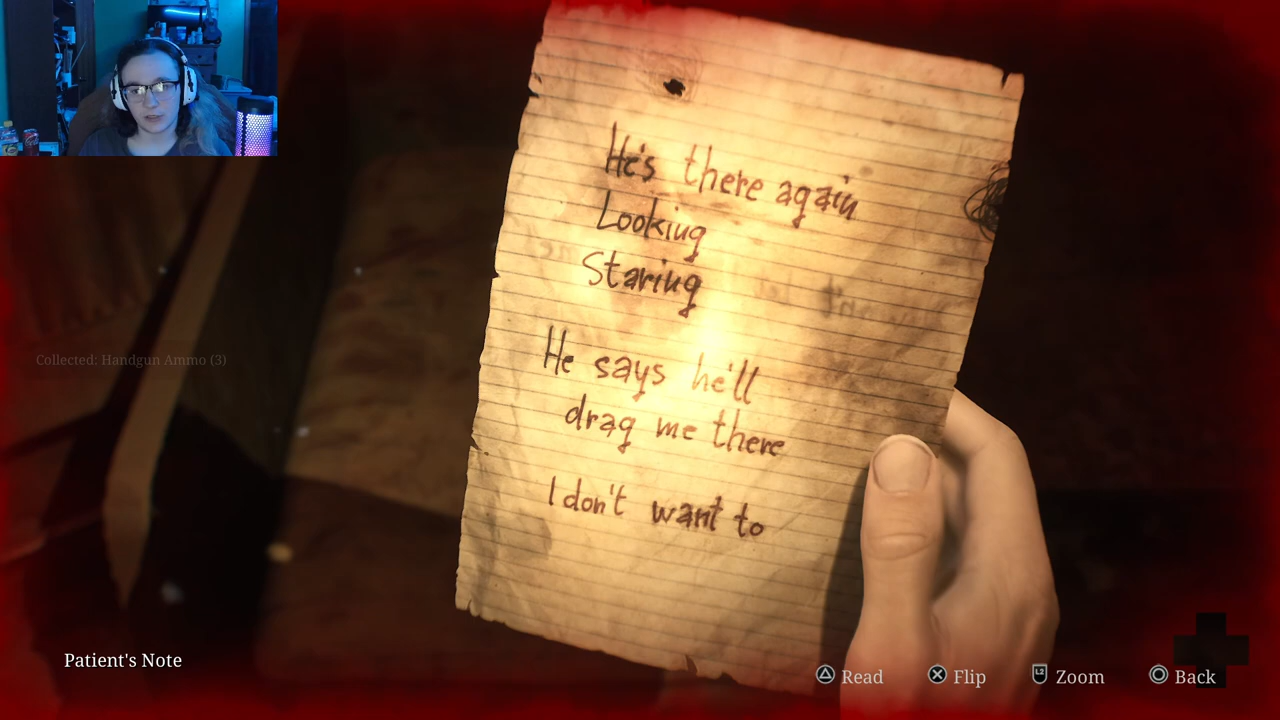 He's there again
Looking
Staring
He says he'll
drag me there
I don't want to
Collected: Handgun Ammo (3)
Patient's Note
Read
Flip
L2 Zoom
Back